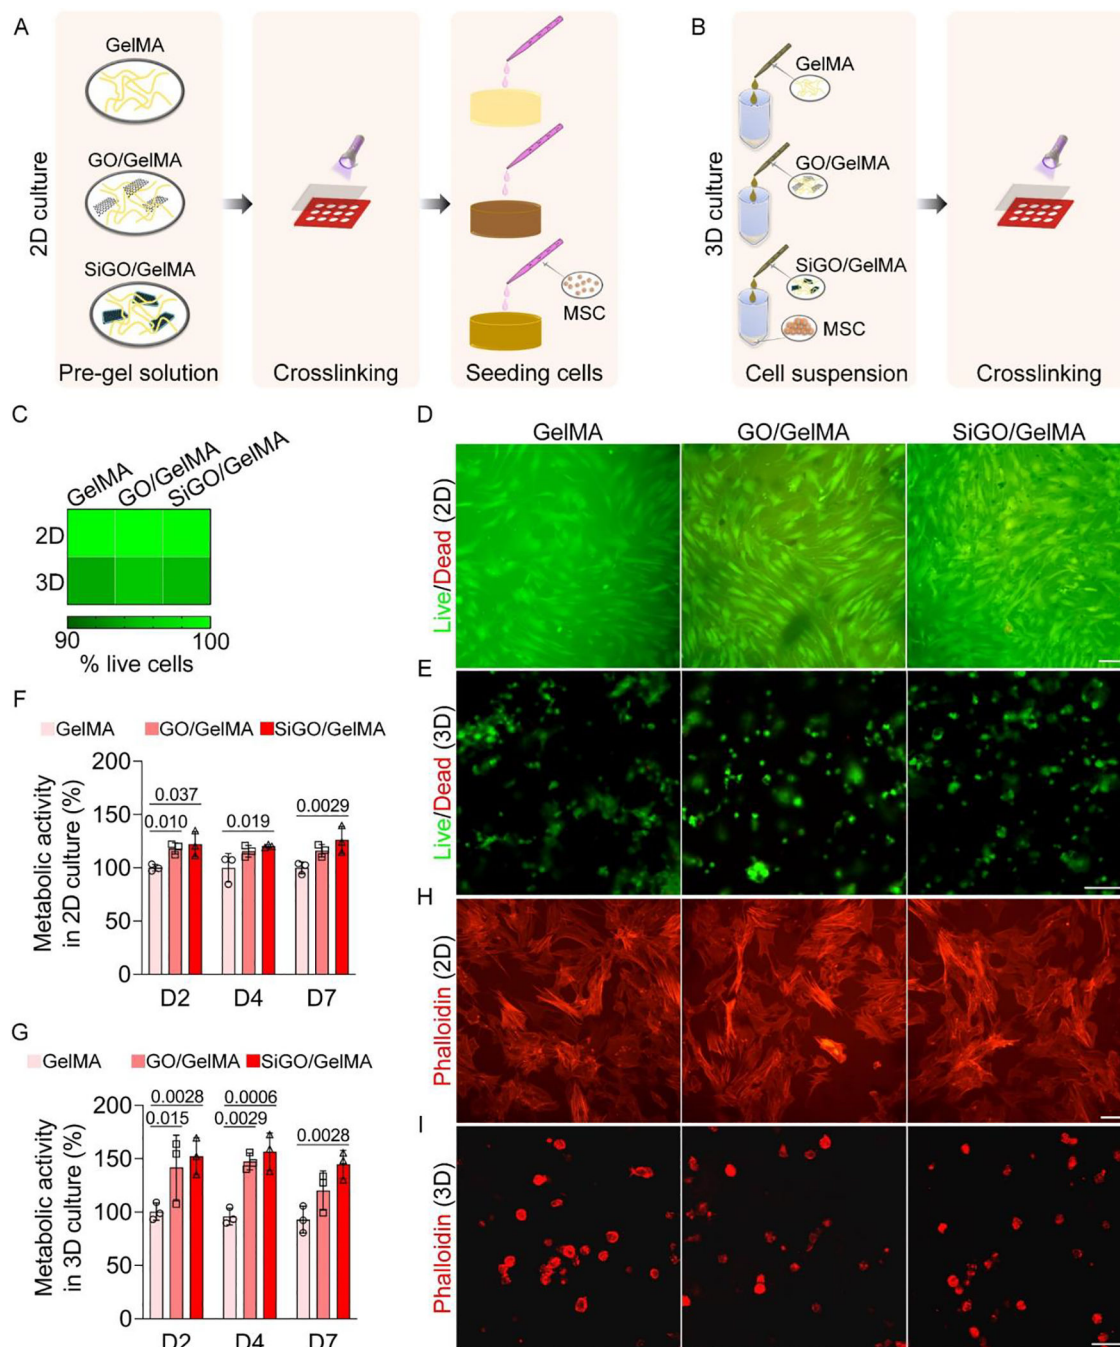 A
B
2D culture
GelMA
GO/GelMA
SiGO/GelMA
MSC
Pre-gel solution
Crosslinking
Seeding cells
3D culture
GelMA
GO/GelMA
SiGO/GelMA
MSC
Cell suspension
Crosslinking
C
GelMA
GO/GelMA
SiGO/GelMA
2D
3D
90
100
% live cells
D
GelMA
GO/GelMA
SiGO/GelMA
Live/Dead (2D)
E
Live/Dead (3D)
F
GelMA
GO/GelMA
SiGO/GelMA
Metabolic activity
in 2D culture (%)
200
150
100
50
0
0.037
0.010
0.019
0.0029
D2
D4
D7
G
GelMA
GO/GelMA
SiGO/GelMA
Metabolic activity
in 3D culture (%)
200
150
100
50
0
0.0028
0.015
0.0006
0.0029
0.0028
D2
D4
D7
H
Phalloidin (2D)
I
Phalloidin (3D)